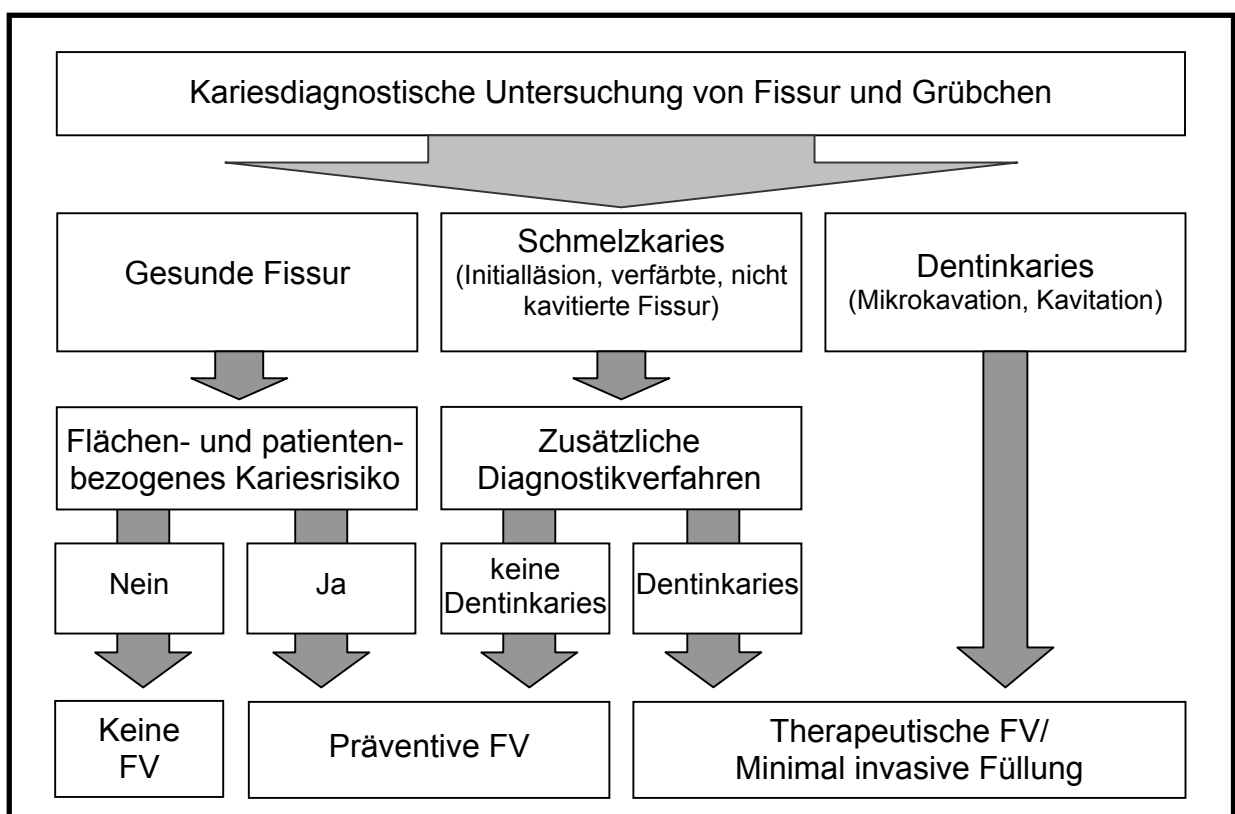 Kariesdiagnostische Untersuchung von Fissur und Grübchen
Gesunde Fissur
Schmelzkaries
(Initialläsion, verfärbte, nicht
kavitierte Fissur)
Dentinkaries
(Mikrokavation, Kavitation)
Flächen- und patienten-
bezogenes Kariesrisiko
Zusätzliche
Diagnostikverfahren
Nein
Ja
keine
Dentinkaries
Dentinkaries
Keine
FV
Präventive FV
Therapeutische FV/
Minimal invasive Füllung